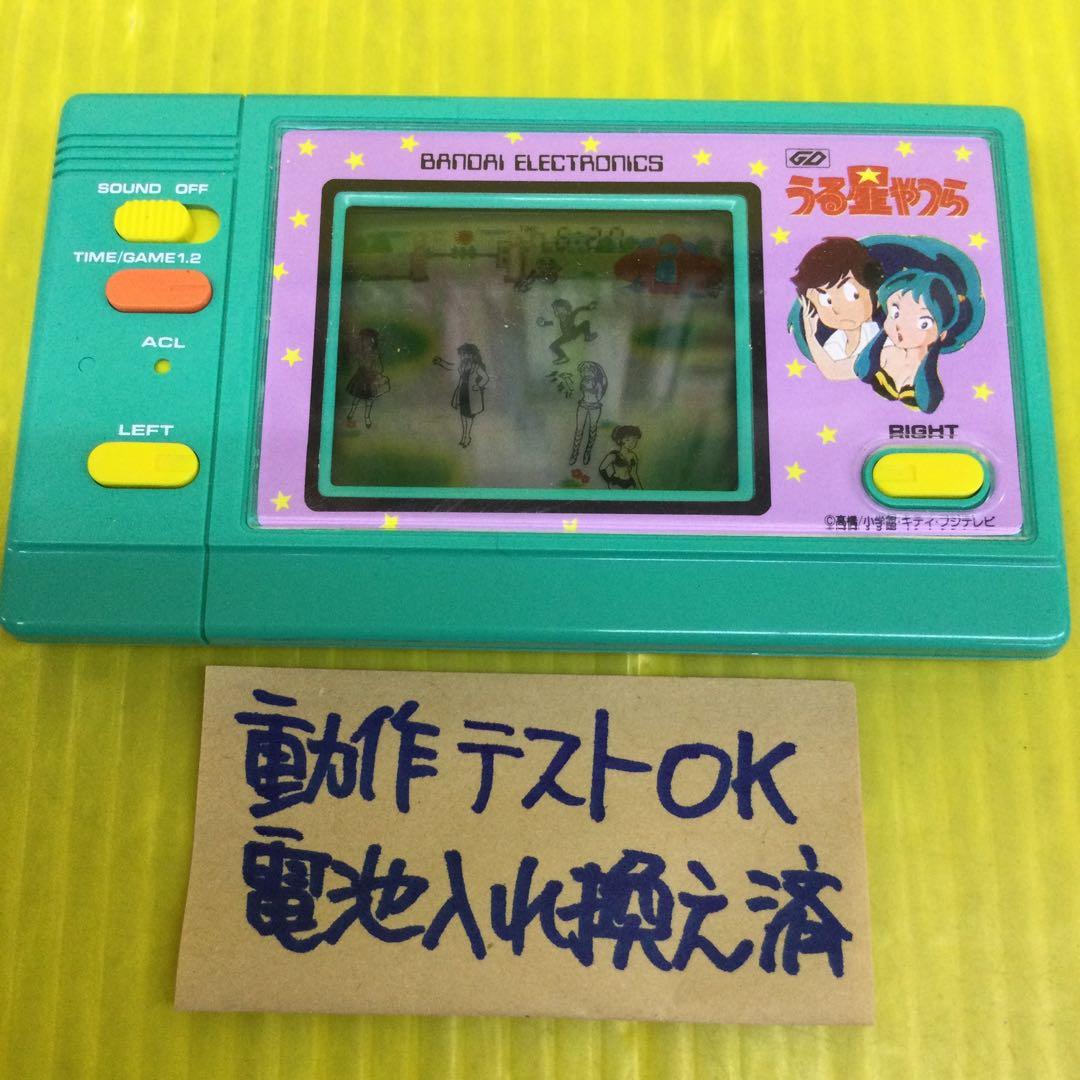 BANDAI ELECTRONICS
GD
うる星やつら
SOUND OFF
TIME/GAME1.2
ACL
LEFT
RIGHT
©高橋/小学館・キティ・フジテレビ
動作テストOK
電池入れ換え済